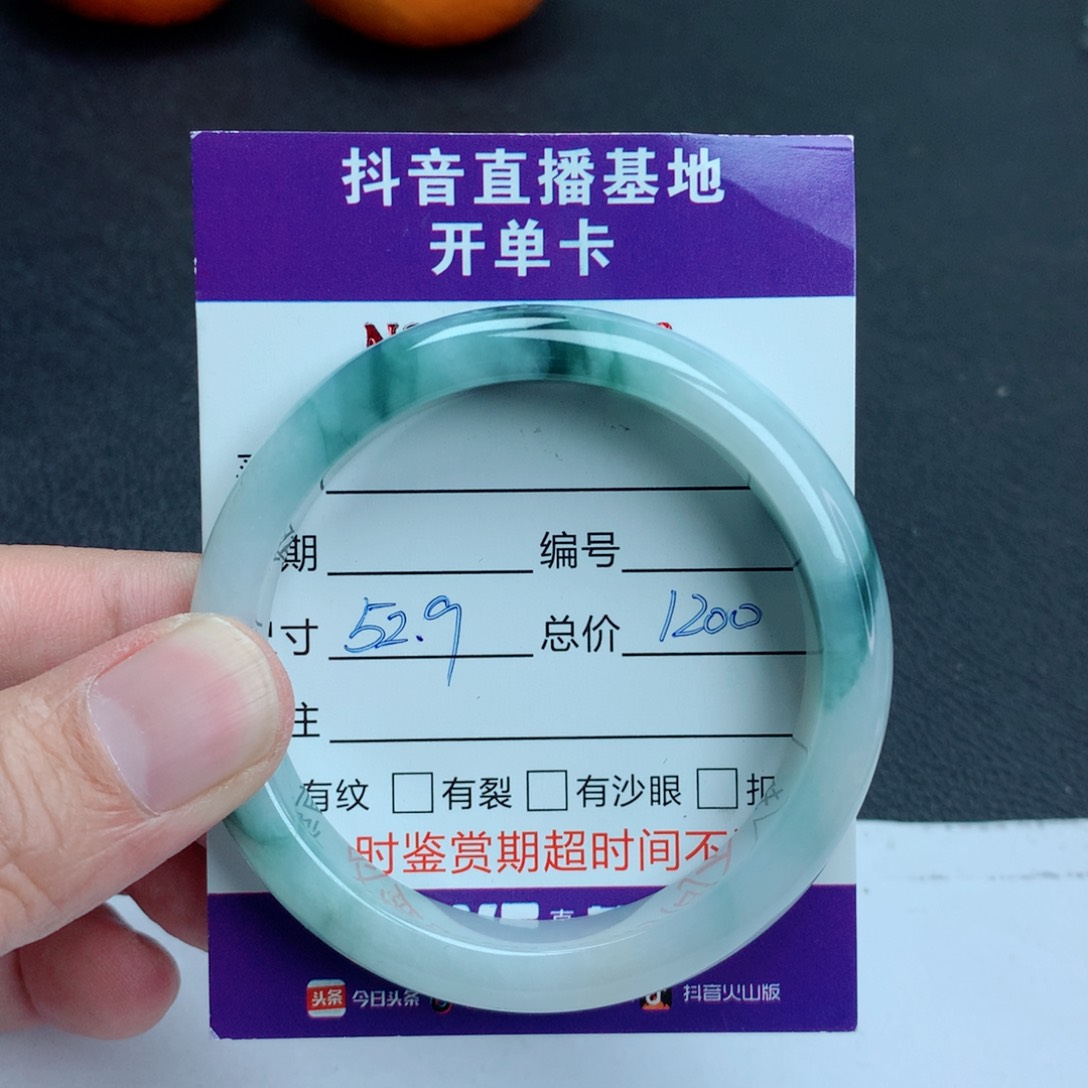 抖音直播基地
开单卡
期 编号
寸 52.9 总价 1200
注
有纹 有裂 有沙眼
时鉴赏期超时间不
头条 今日头条 抖音火山版